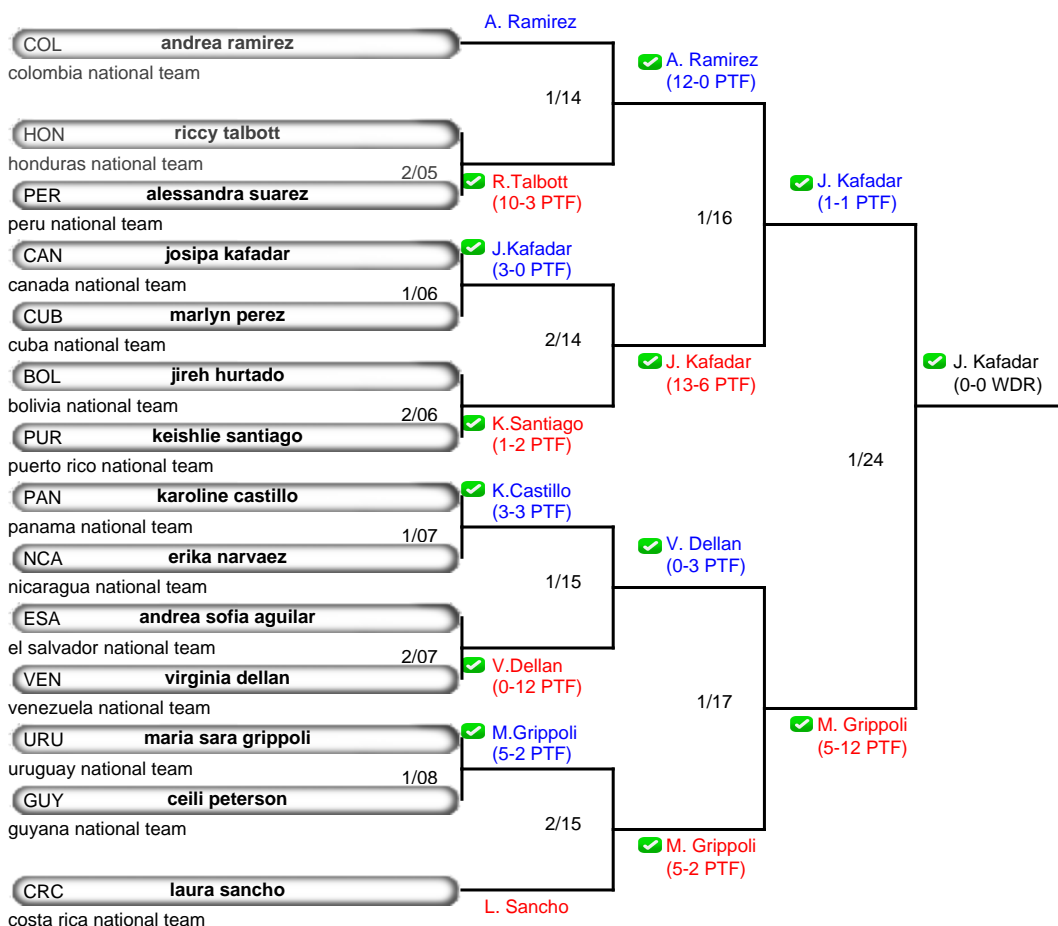 A. Ramirez
COL andrea ramirez
colombia national team
A. Ramirez
(12-0 PTF)
1/14
HON riccy talbott
honduras national team
2/05
R.Talbott
(10-3 PTF)
PER alessandra suarez
peru national team
J. Kafadar
(1-1 PTF)
1/16
CAN josipa kafadar
canada national team
J.Kafadar
(3-0 PTF)
1/06
CUB marlyn perez
cuba national team
2/14
J. Kafadar
(13-6 PTF)
J. Kafadar
(0-0 WDR)
BOL jireh hurtado
bolivia national team
2/06
K.Santiago
(1-2 PTF)
PUR keishlie santiago
puerto rico national team
1/24
PAN karoline castillo
panama national team
K.Castillo
(3-3 PTF)
1/07
NCA erika narvaez
nicaragua national team
V. Dellan
(0-3 PTF)
1/15
ESA andrea sofia aguilar
el salvador national team
2/07
V.Dellan
(0-12 PTF)
VEN virginia dellan
venezuela national team
1/17
M. Grippoli
(5-12 PTF)
URU maria sara grippoli
uruguay national team
M.Grippoli
(5-2 PTF)
1/08
GUY ceili peterson
guyana national team
2/15
M. Grippoli
(5-2 PTF)
CRC laura sancho
costa rica national team
L. Sancho